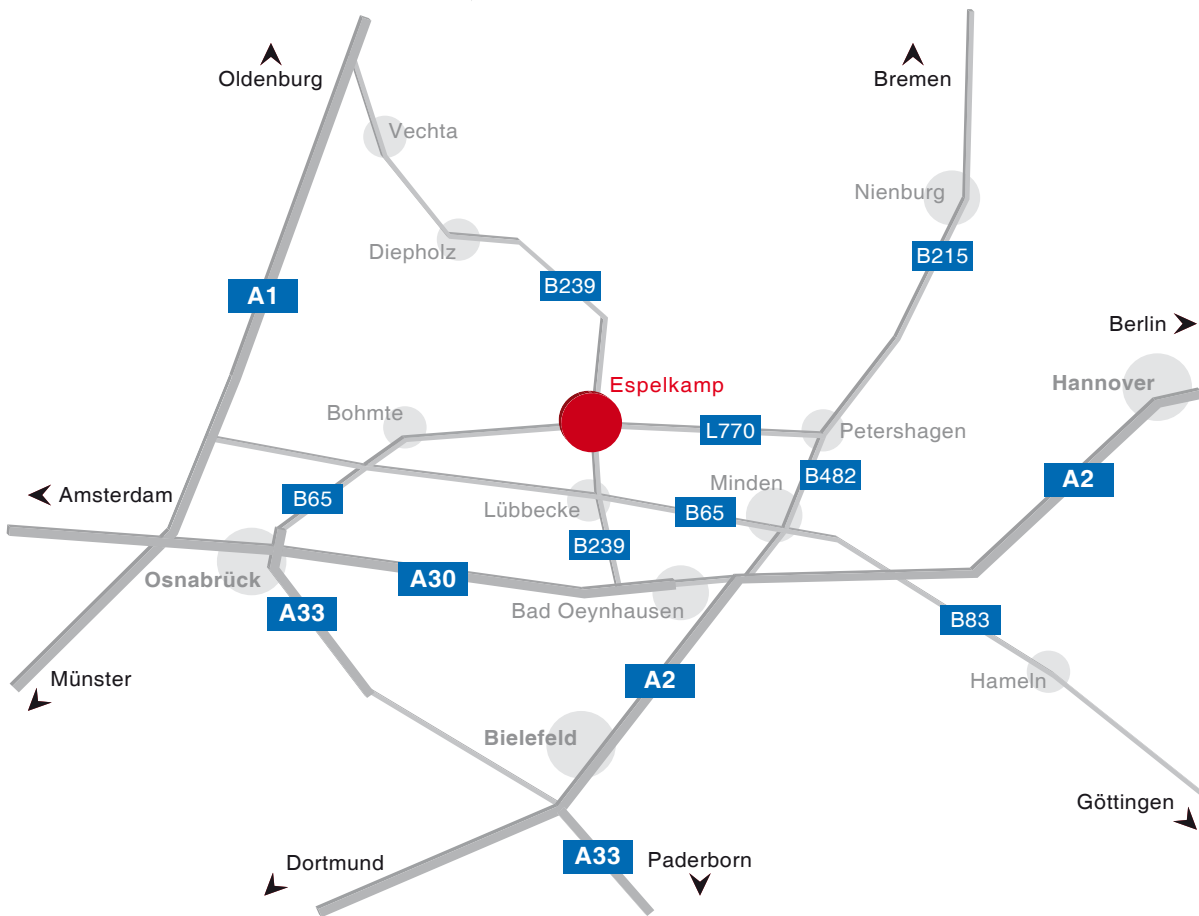 Oldenburg
Bremen
Vechta
Nienburg
Diepholz
B215
B239
A1
Berlin
Espelkamp
Hannover
Bohmte
L770
Petershagen
B482
A2
Minden
Amsterdam
B65
Lübbecke
B65
B239
Osnabrück
A30
A33
Bad Oeynhausen
B83
Münster
A2
Hameln
Bielefeld
Göttingen
Dortmund
A33
Paderborn